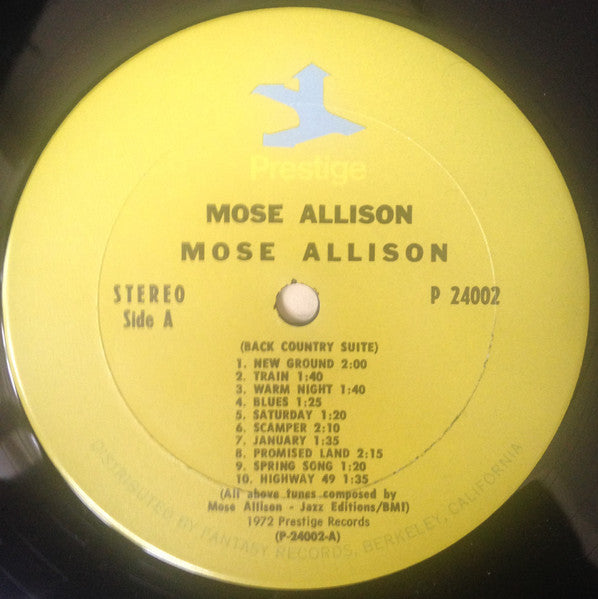 Prestige
MOSE ALLISON
MOSE ALLISON
STEREO
Side A
P 24002
(BACK COUNTRY SUITE)
1. NEW GROUND 2:00
2. TRAIN 1:40
3. WARM NIGHT 1:40
4. BLUES 1:25
5. SATURDAY 1:20
6. SCAMPER 2:10
7. JANUARY 1:35
8. PROMISED LAND 2:15
9. SPRING SONG 1:20
10. HIGHWAY 49 1:35
(All above tunes composed by
Mose Allison - Jazz Editions/BMI)
1972 Prestige Records
(P-24002-A)
DISTRIBUTED BY FANTASY RECORDS, BERKELEY, CALIFORNIA